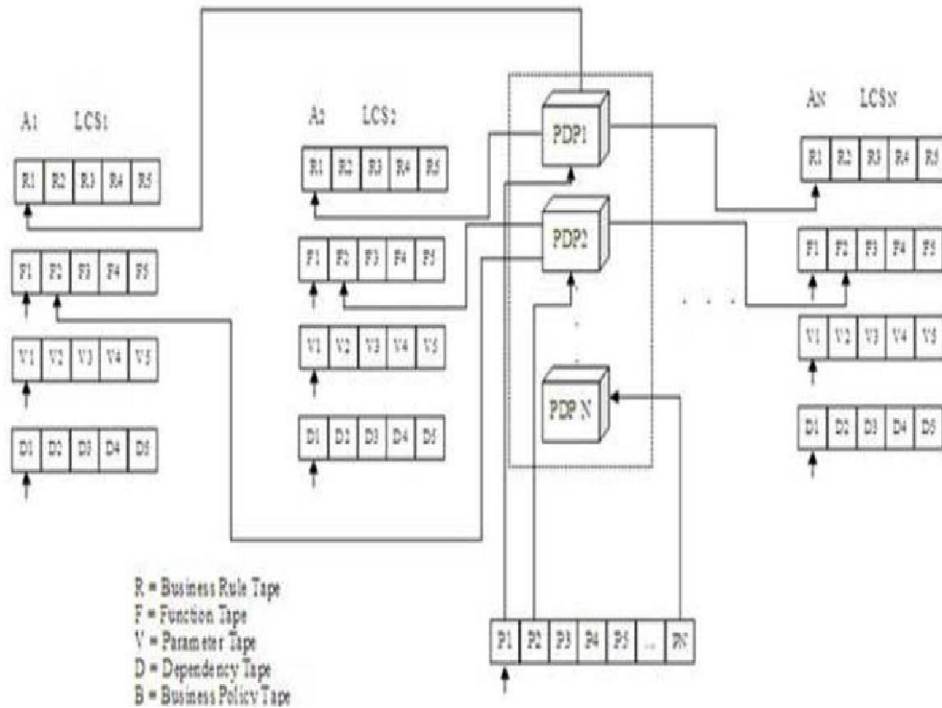 A1 LCS1
R1 R2 R3 R4 R5
F1 F2 F3 F4 F5
V1 V2 V3 V4 V5
D1 D2 D3 D4 D5
A2 LCS2
R1 R2 R3 R4 R5
F1 F2 F3 F4 F5
V1 V2 V3 V4 V5
D1 D2 D3 D4 D5
PDP1
PDP2
PDP N
. . .
AN LCSN
R1 R2 R3 R4 R5
F1 F2 F3 F4 F5
V1 V2 V3 V4 V5
D1 D2 D3 D4 D5
R = Business Rule Tape
F = Function Tape
V = Parameter Tape
D = Dependency Tape
B = Business Policy Tape
P1 P2 P3 P4 P5 ... PN